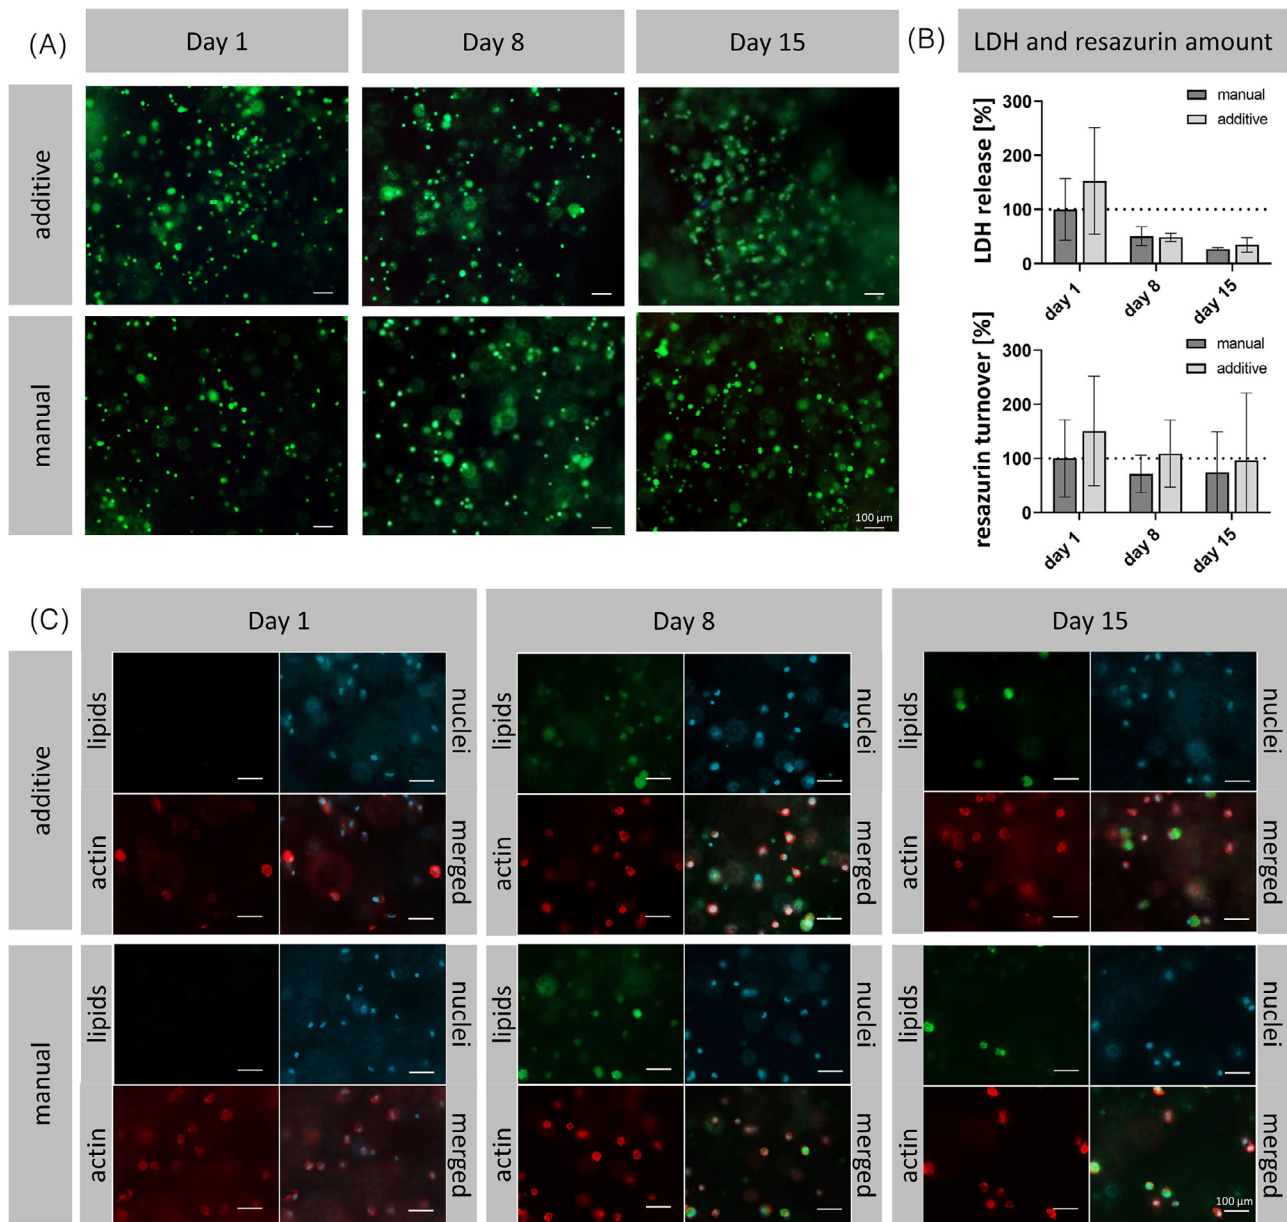 (A)
Day 1
Day 8
Day 15
additive
manual
100 µm
(B)
LDH and resazurin amount
LDH release [%]
300
200
100
0
manual
additive
day 1
day 8
day 15
resazurin turnover [%]
300
200
100
0
manual
additive
day 1
day 8
day 15
(C)
Day 1
Day 8
Day 15
additive
lipids
nuclei
lipids
nuclei
lipids
nuclei
actin
merged
actin
merged
actin
merged
manual
lipids
nuclei
lipids
nuclei
lipids
nuclei
actin
merged
actin
merged
actin
merged
100 µm